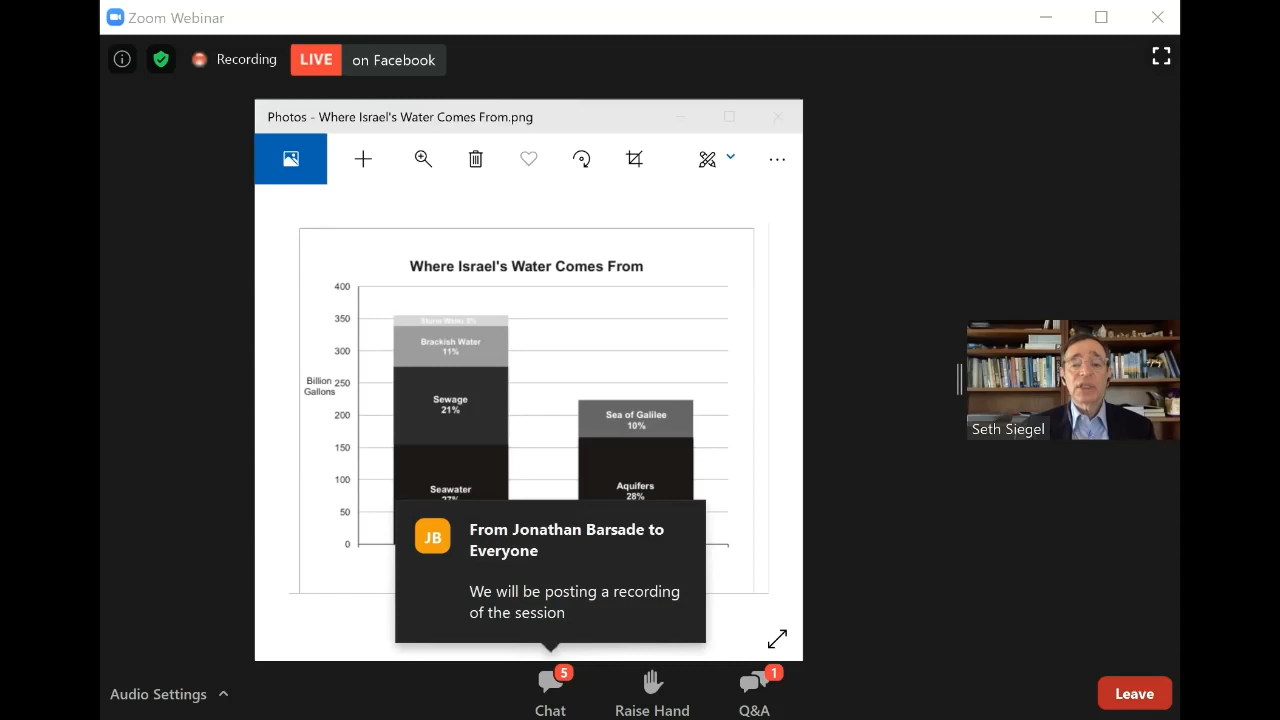 Zoom Webinar
Recording
LIVE
on Facebook
Photos - Where Israel's Water Comes From.png
Where Israel's Water Comes From
400
350
300
250
200
150
100
50
0
Billion
Gallons
3%
Brackish Water
11%
Sewage
21%
Seawater
27%
Sea of Galilee
10%
Aquifers
28%
JB
From Jonathan Barsade to
Everyone
We will be posting a recording
of the session
Seth Siegel
Audio Settings
5
Chat
Raise Hand
1
Q&A
Leave